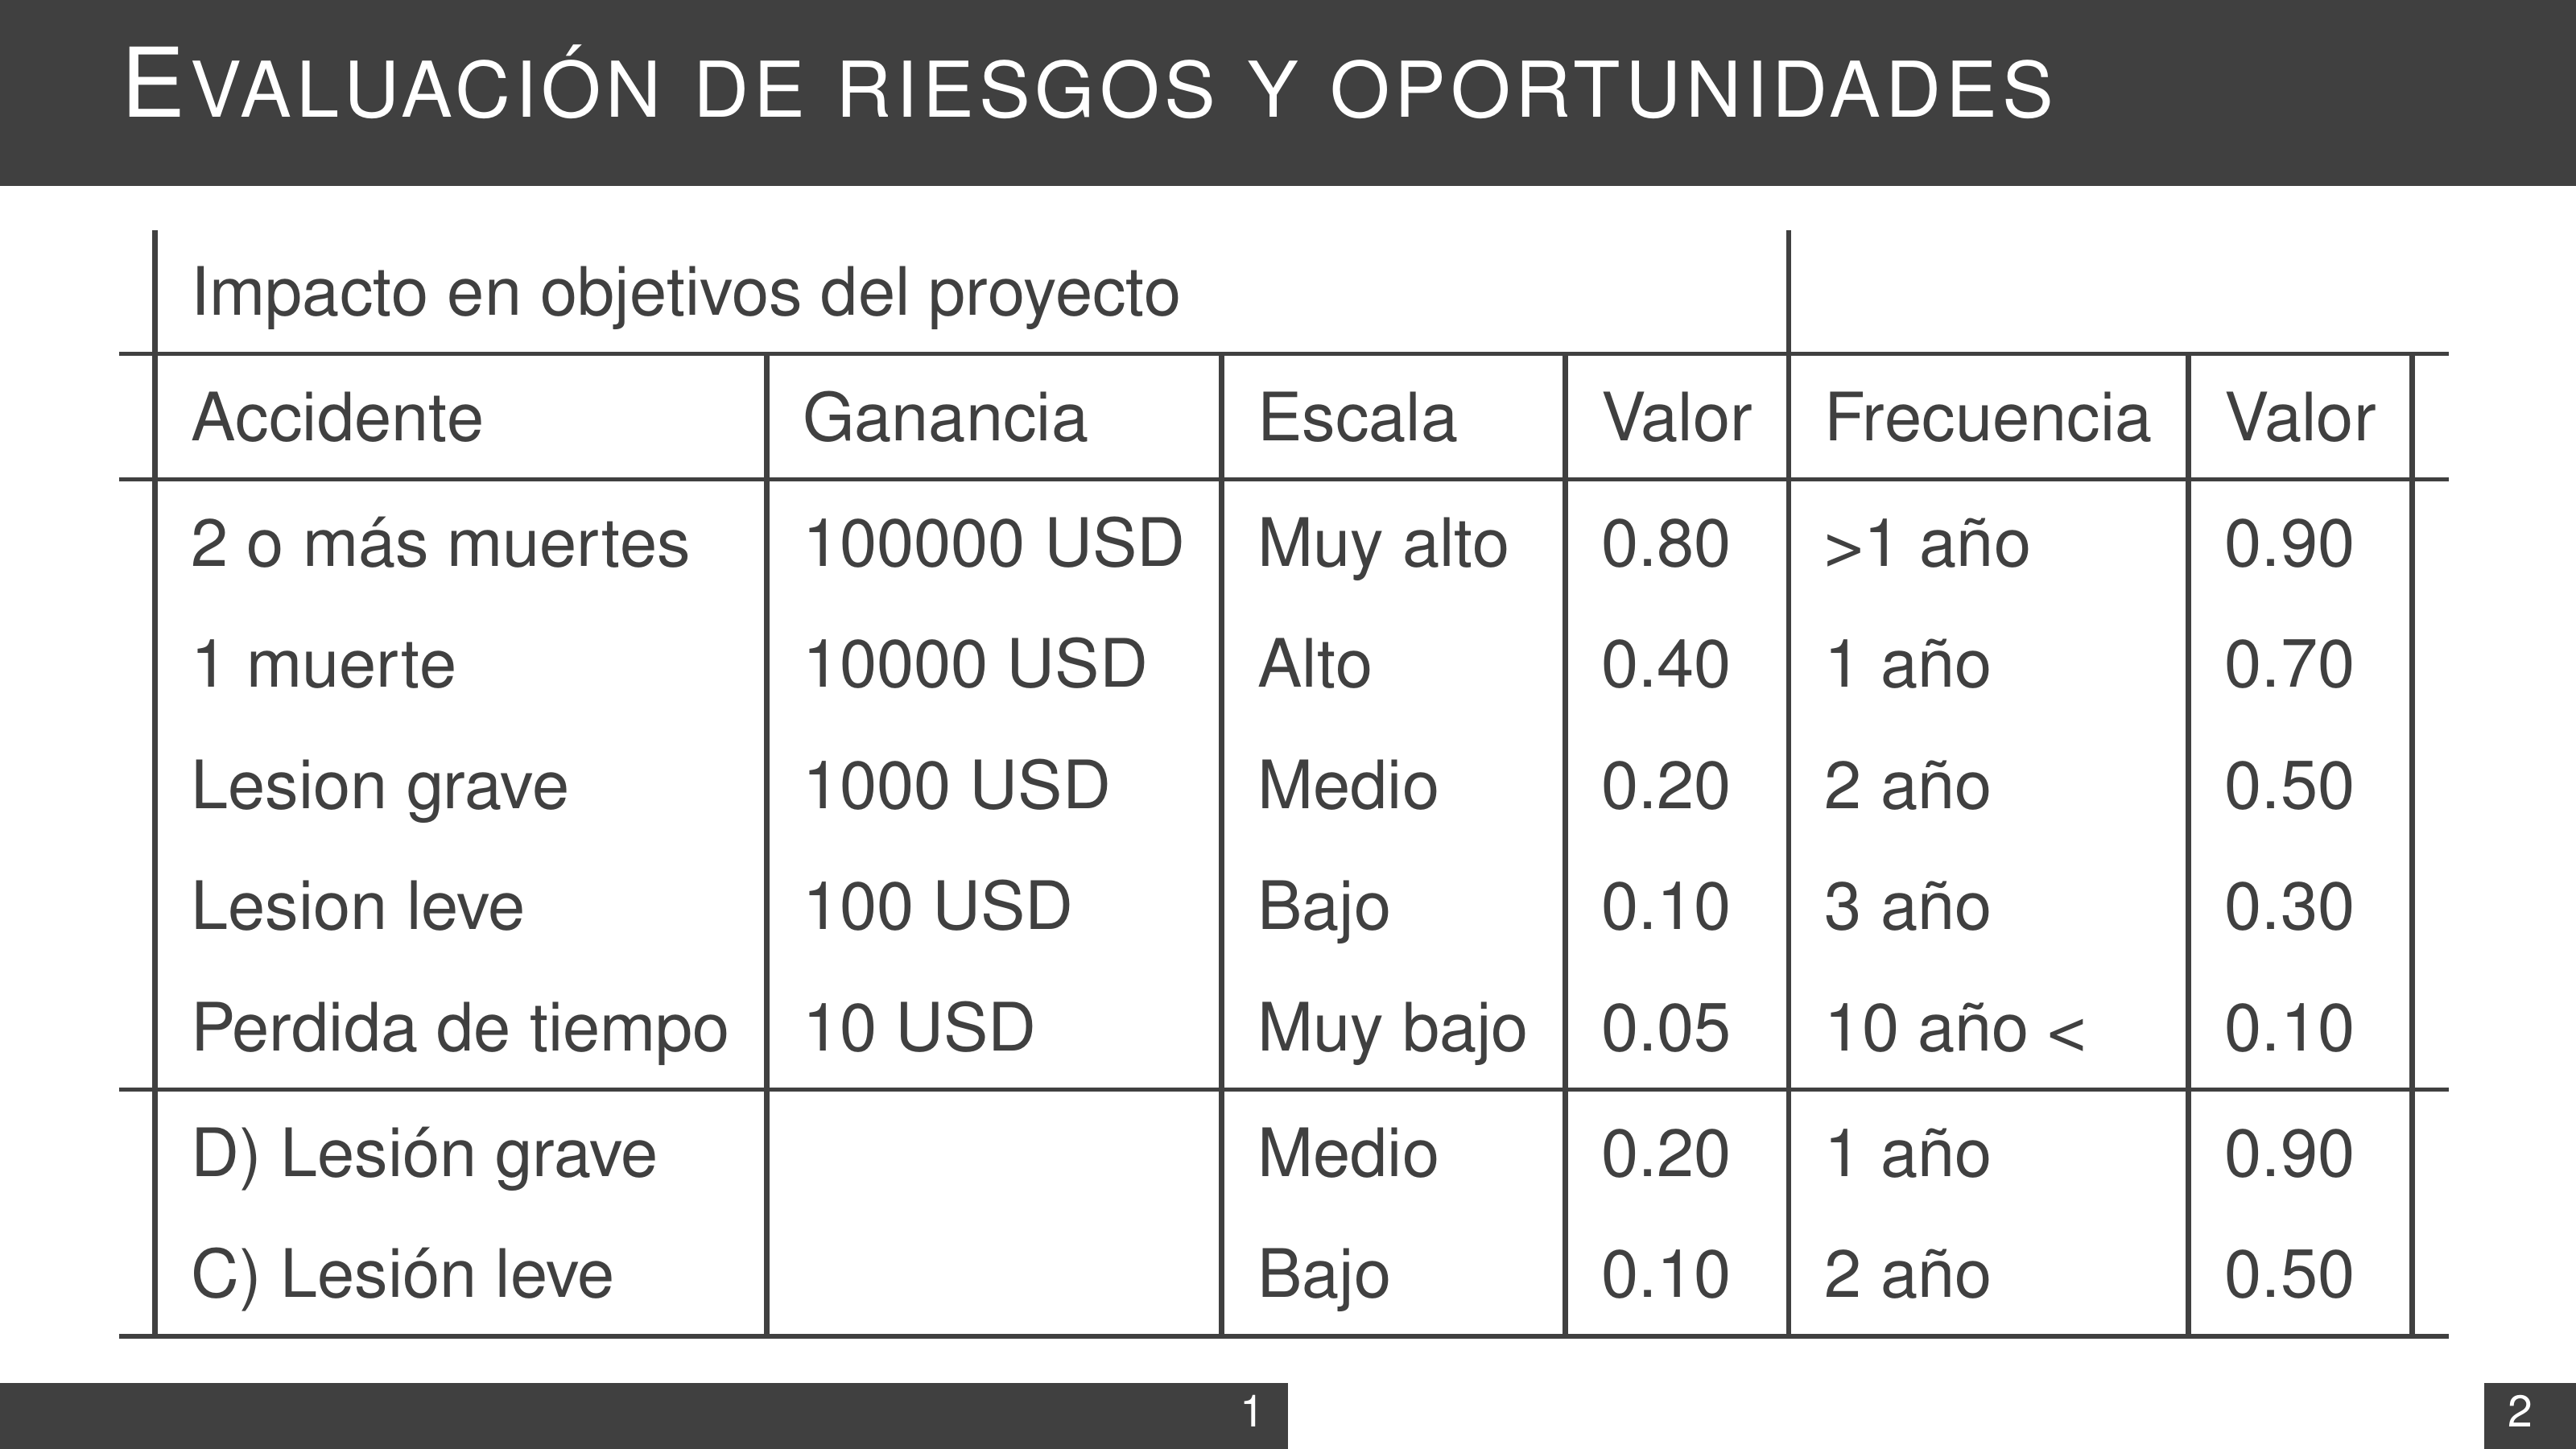 EVALUACIÓN DE RIESGOS Y OPORTUNIDADES
Impacto en objetivos del proyecto
Accidente Ganancia Escala Valor Frecuencia Valor
2 o más muertes 100000 USD Muy alto 0.80 >1 año 0.90
1 muerte 10000 USD Alto 0.40 1 año 0.70
Lesion grave 1000 USD Medio 0.20 2 año 0.50
Lesion leve 100 USD Bajo 0.10 3 año 0.30
Perdida de tiempo 10 USD Muy bajo 0.05 10 año < 0.10
D) Lesión grave Medio 0.20 1 año 0.90
C) Lesión leve Bajo 0.10 2 año 0.50
1 2